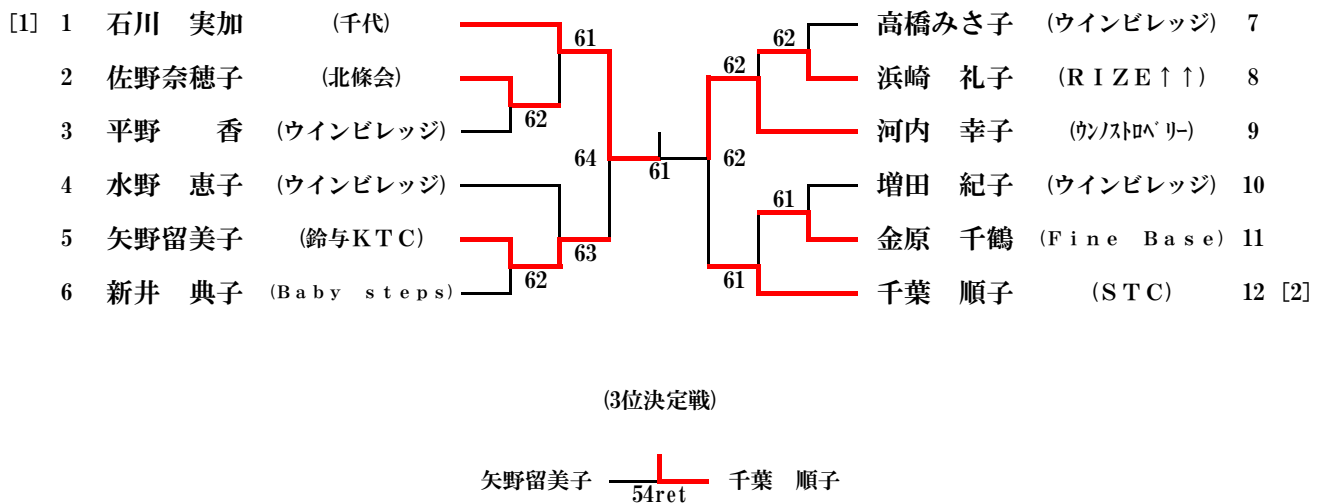 [1] 1 石川　実加 (千代) 61 62 高橋みさ子 (ウインビレッジ) 7
2 佐野奈穂子 (北條会) 62 62 浜崎　礼子 (ＲＩＺＥ↑↑) 8
3 平野　　香 (ウインビレッジ) 河内　幸子 (ｳﾝﾉｽﾄﾛﾍﾞﾘｰ) 9
64 61 62
4 水野　恵子 (ウインビレッジ) 61 増田　紀子 (ウインビレッジ) 10
5 矢野留美子 (鈴与ＫＴＣ) 63 金原　千鶴 (Ｆｉｎｅ　Ｂａｓｅ) 11
6 新井　典子 (Ｂａｂｙ　ｓｔｅｐｓ) 62 61 千葉　順子 (ＳＴＣ) 12 [2]
(3位決定戦)
矢野留美子 54ret 千葉　順子